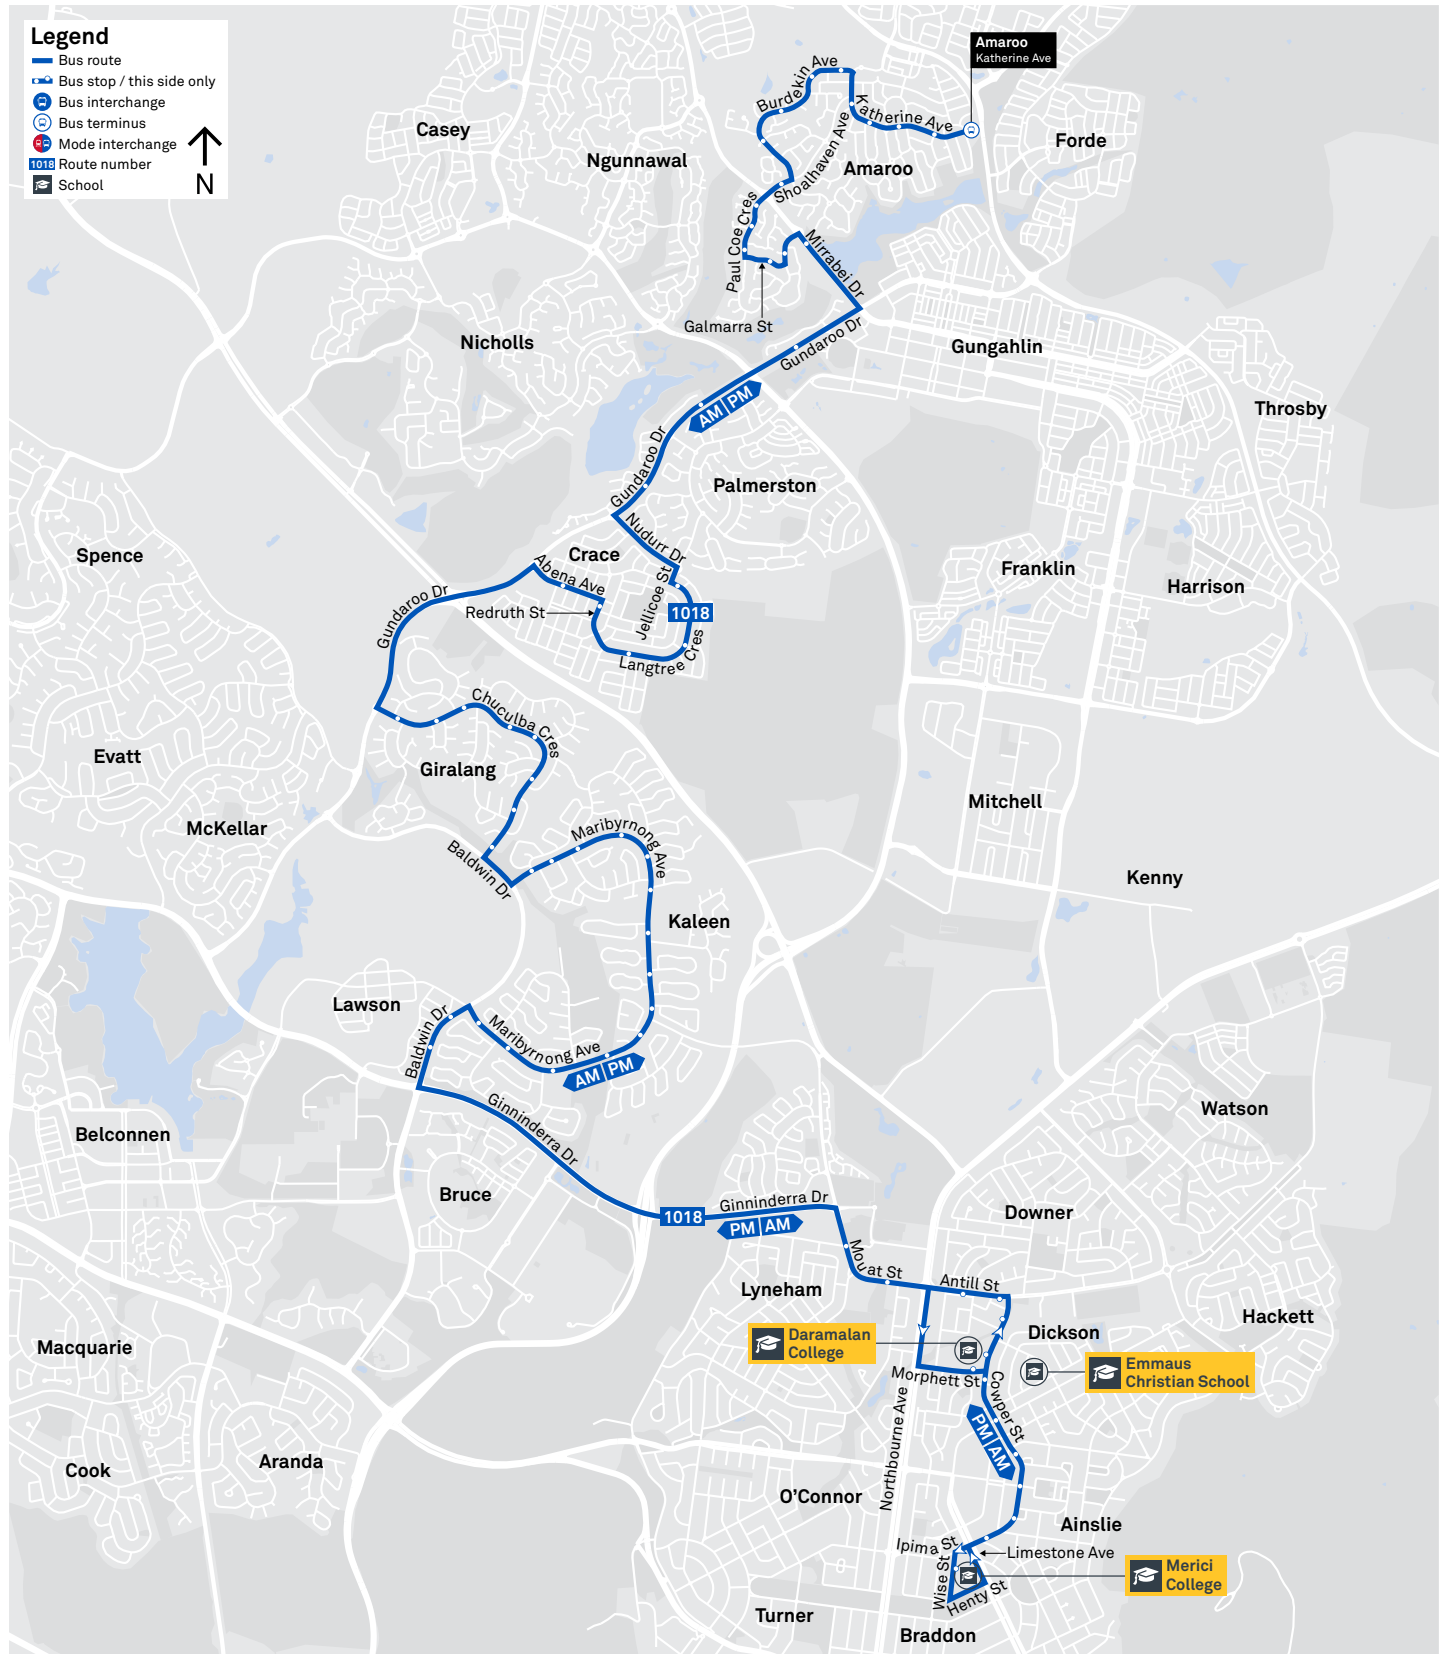 Legend
Bus route
Bus stop / this side only
Bus interchange
Bus terminus
Mode interchange
1018 Route number
School
N
Amaroo
Katherine Ave
Casey
Ngunnawal
Burdekin Ave
Katherine Ave
Shoalhaven Ave
Amaroo
Forde
Paul Coe Cres
Mirrabei Dr
Galmarra St
Gundaroo Dr
Nicholls
Gungahlin
Throsby
AM PM
Gundaroo Dr
Palmerston
Nudurr Dr
Spence
Crace
Abena Ave
Franklin
Harrison
Gundaroo Dr
Redruth St
Jellicoe St
1018
Langtree Cres
Chuculba Cres
Evatt
Giralang
Mitchell
McKellar
Maribyrnong Ave
Baldwin Dr
Kenny
Kaleen
Lawson
Baldwin Dr
Maribyrnong Ave
AM PM
Watson
Belconnen
Ginninderra Dr
Bruce
Ginninderra Dr
1018
PM AM
Downer
Mouat St
Antill St
Lyneham
Hackett
Daramalan
College
Dickson
Macquarie
Emmaus
Christian School
Morphett St
Cowper St
PM AM
Northbourne Ave
Cook
Aranda
O'Connor
Ainslie
Ipima St
Limestone Ave
Merici
College
Wise St
Henty St
Turner
Braddon